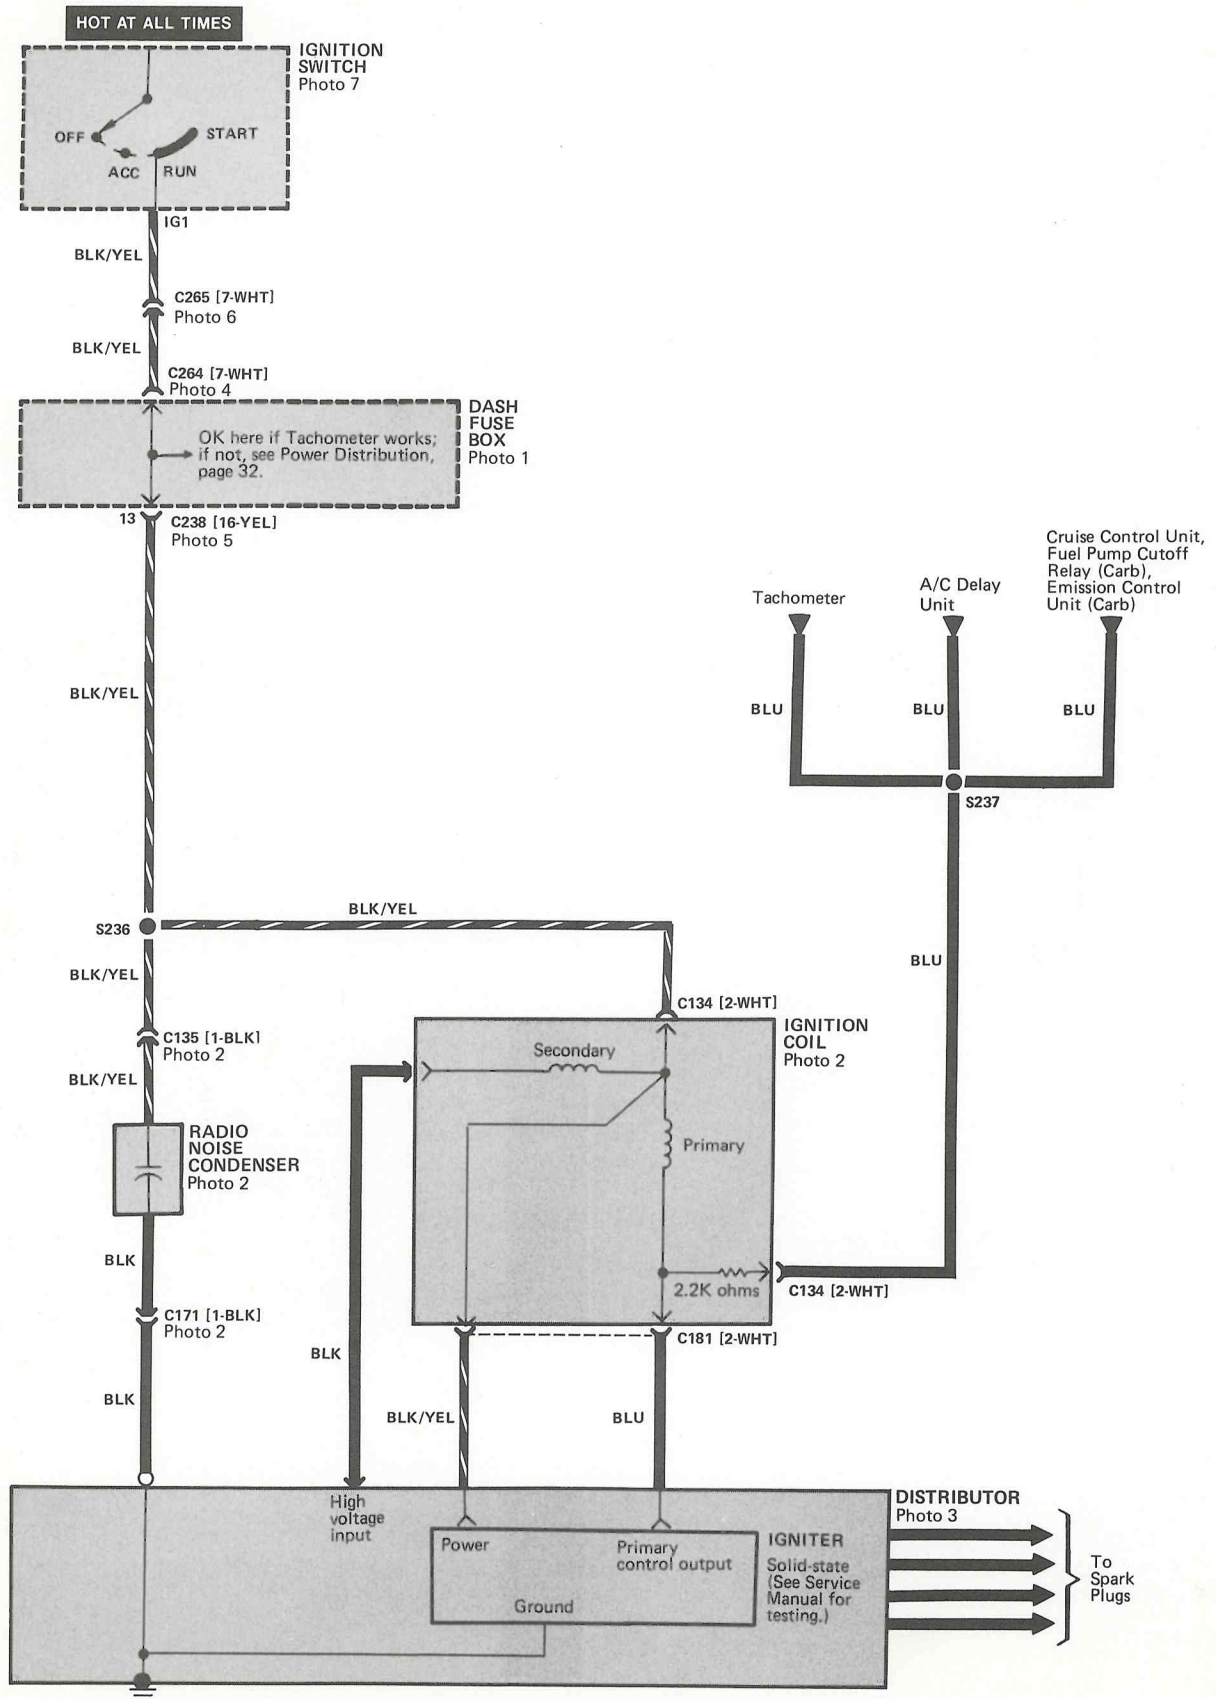 HOT AT ALL TIMES
IGNITION
SWITCH
Photo 7
OFF
START
ACC
RUN
IG1
BLK/YEL
C265 [7-WHT]
Photo 6
BLK/YEL
C264 [7-WHT]
Photo 4
DASH
FUSE
BOX
Photo 1
OK here if Tachometer works;
if not, see Power Distribution,
page 32.
13
C238 [16-YEL]
Photo 5
Cruise Control Unit,
Fuel Pump Cutoff
Relay (Carb),
Emission Control
Unit (Carb)
A/C Delay
Unit
Tachometer
BLK/YEL
BLU
BLU
BLU
S237
S236
BLK/YEL
BLU
BLK/YEL
C134 [2-WHT]
IGNITION
COIL
Photo 2
C135 [1-BLK]
Photo 2
Secondary
BLK/YEL
RADIO
NOISE
CONDENSER
Photo 2
Primary
BLK
2.2K ohms
C134 [2-WHT]
C171 [1-BLK]
Photo 2
C181 [2-WHT]
BLK
BLK
BLK/YEL
BLU
High
voltage
input
DISTRIBUTOR
Photo 3
Power
Primary
control output
IGNITER
Solid-state
(See Service
Manual for
testing.)
Ground
To
Spark
Plugs